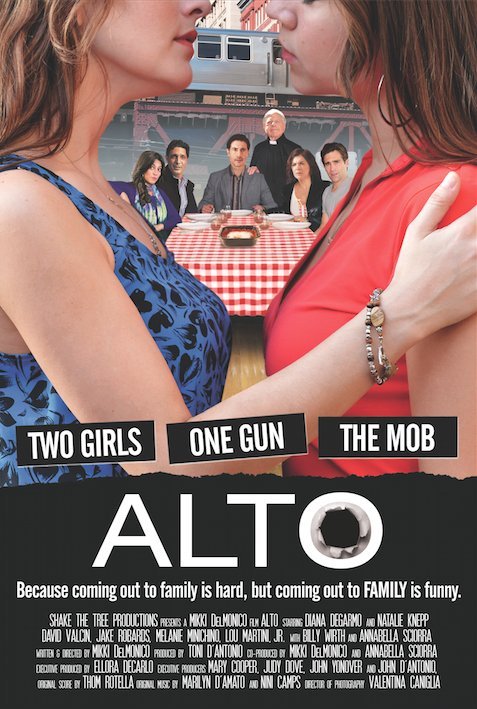 TWO GIRLS ONE GUN THE MOB
ALTO
Because coming out to family is hard, but coming out to FAMILY is funny.
SHAKE THE TREE PRODUCTIONS PRESENTS A MIKKI DELMONICO FILM ALTO STARRING DIANA DEGARMO AND NATALIE KNEPP
DAVID VALCIN, JAKE ROBARDS, MELANIE MINICHINO, LOU MARTINI, JR. WITH BILLY WIRTH AND ANNABELLA SCIORRA
WRITTEN & DIRECTED BY MIKKI DELMONICO PRODUCED BY TONI D'ANTONIO CO-PRODUCED BY MIKKI DELMONICO AND ANNABELLA SCIORRA
EXECUTIVE PRODUCED BY ELLORA DECARLO EXECUTIVE PRODUCERS MARY COOPER, JUDY DOVE, JOHN YONOVER AND JOHN D'ANTONIO,
ORIGINAL SCORE BY THOM ROTELLA ORIGINAL MUSIC BY MARILYN D'AMATO AND NINI CAMPS DIRECTOR OF PHOTOGRAPHY VALENTINA CANIGLIA